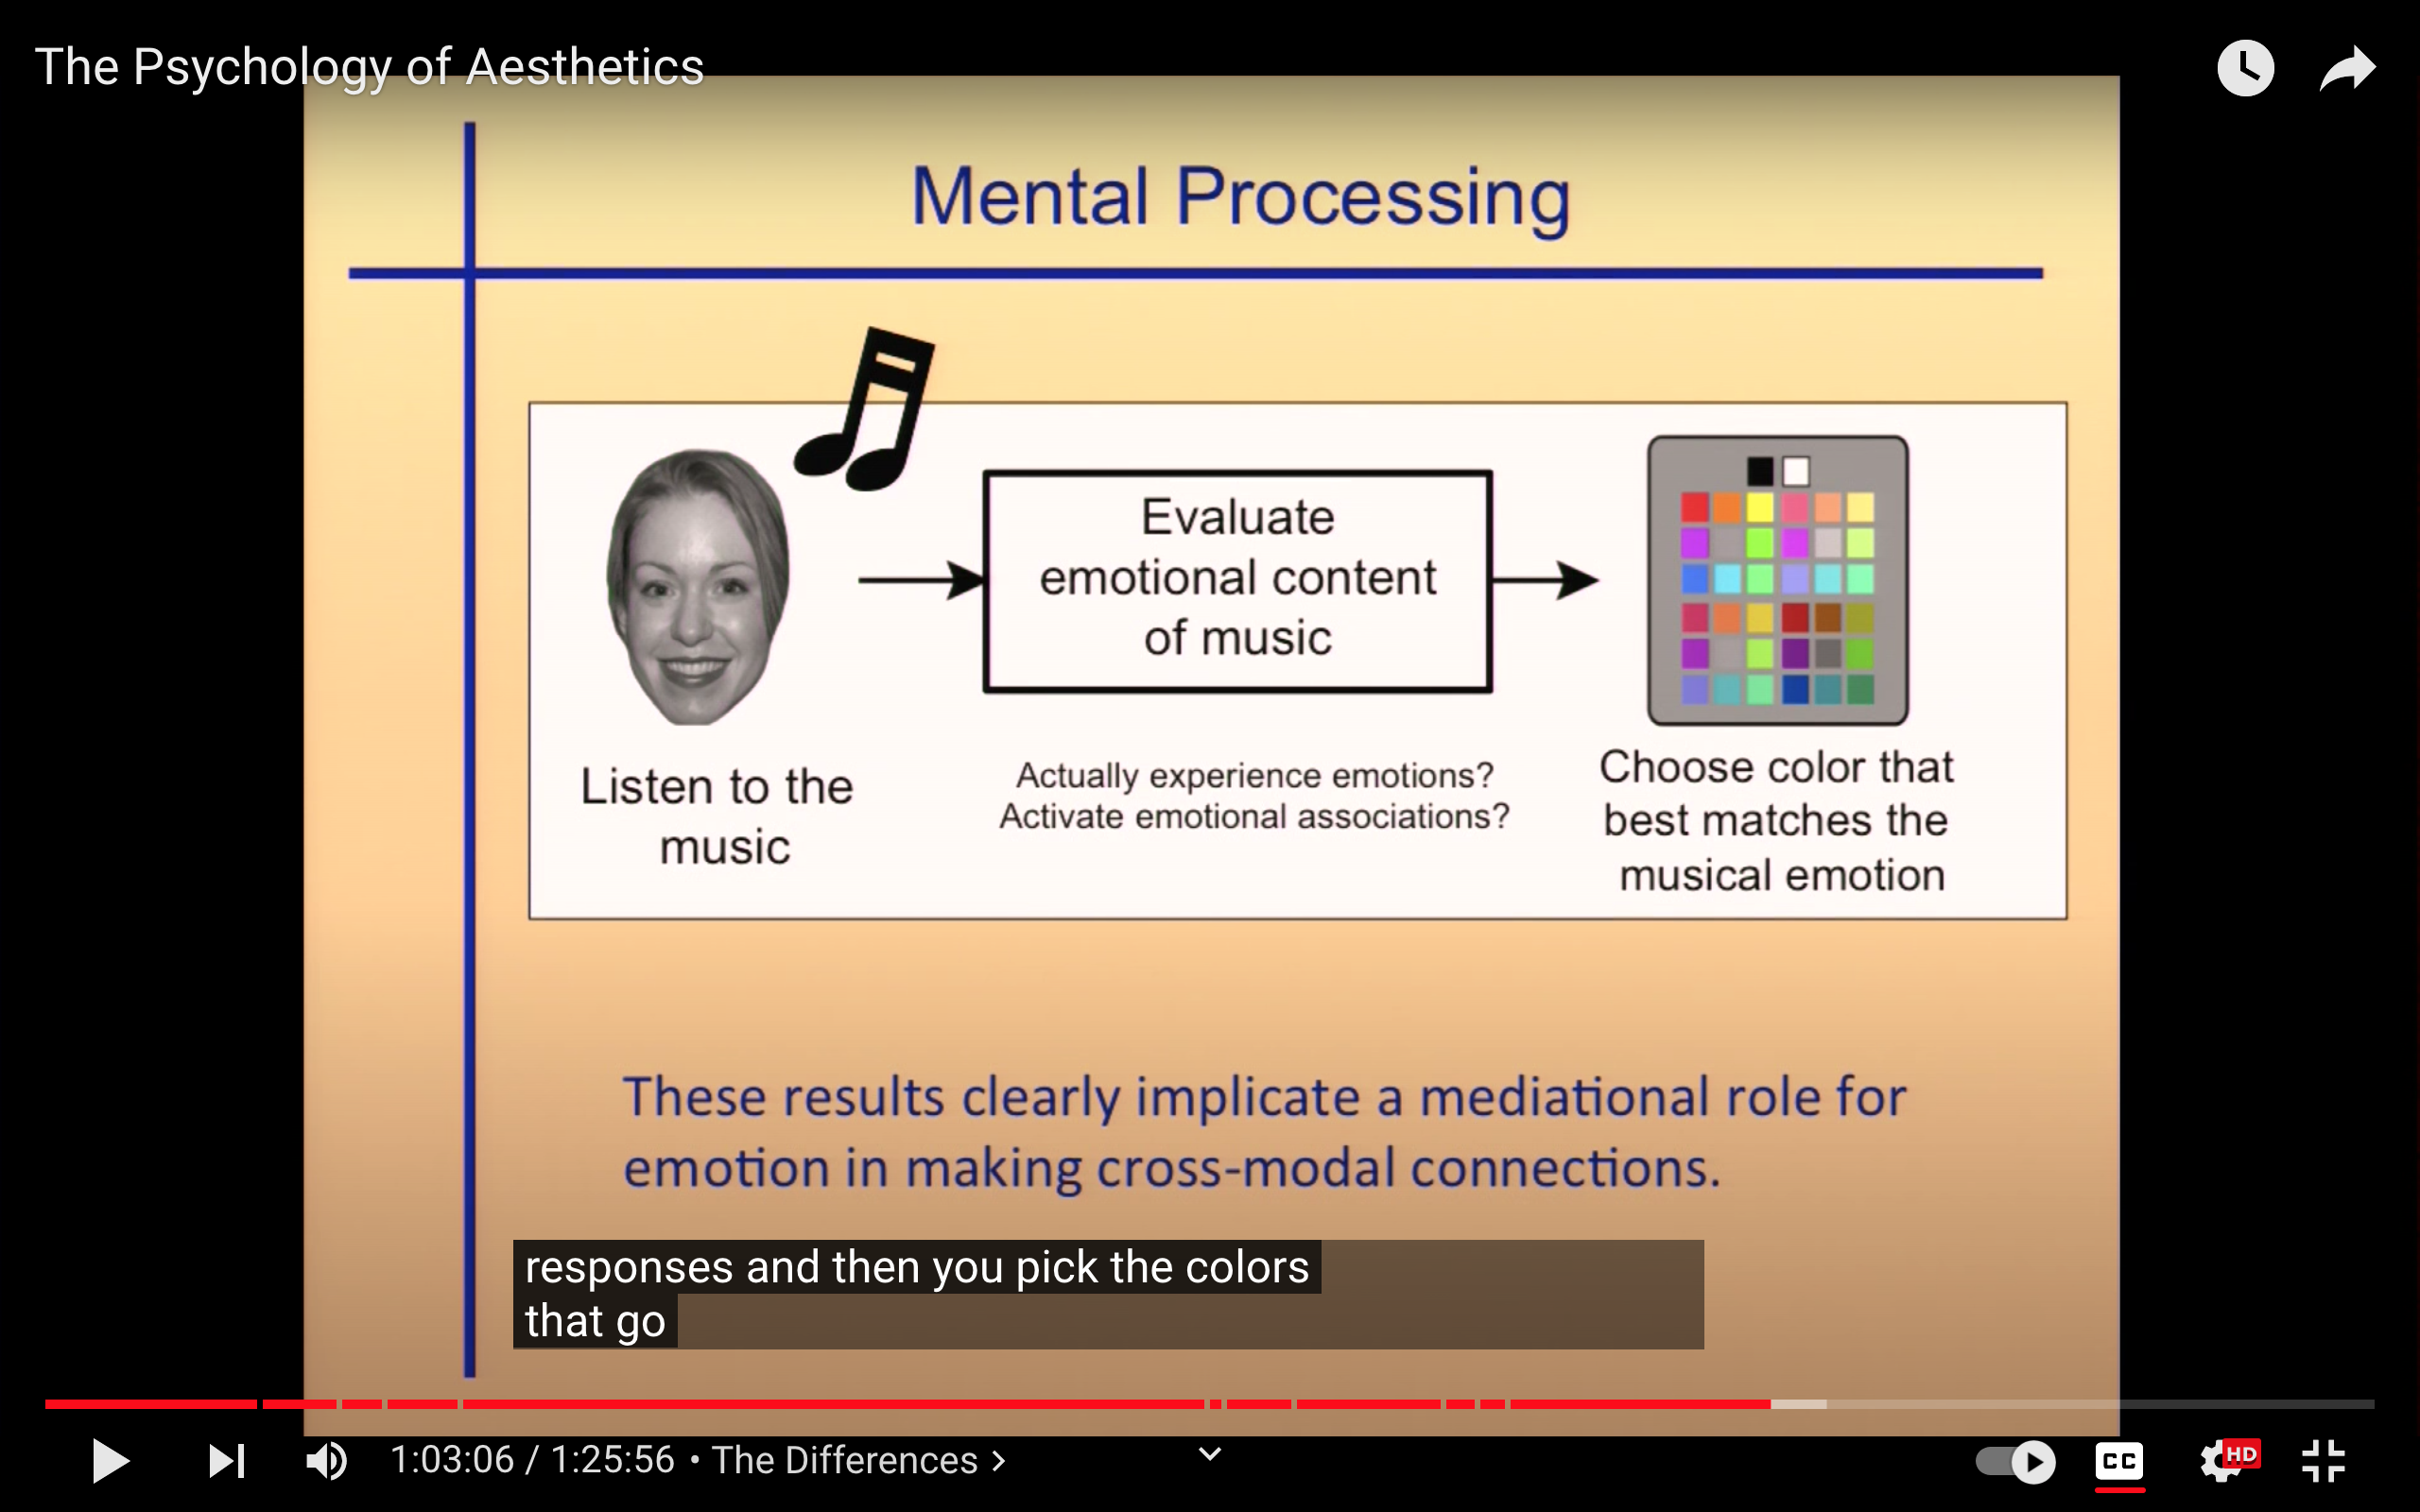 The Psychology of Aesthetics
Mental Processing
Evaluate
emotional content
of music
Listen to the
music
Actually experience emotions?
Activate emotional associations?
Choose color that
best matches the
musical emotion
These results clearly implicate a mediational role for
emotion in making cross-modal connections.
responses and then you pick the colors
that go
1:03:06 / 1:25:56 • The Differences >
CC
HD